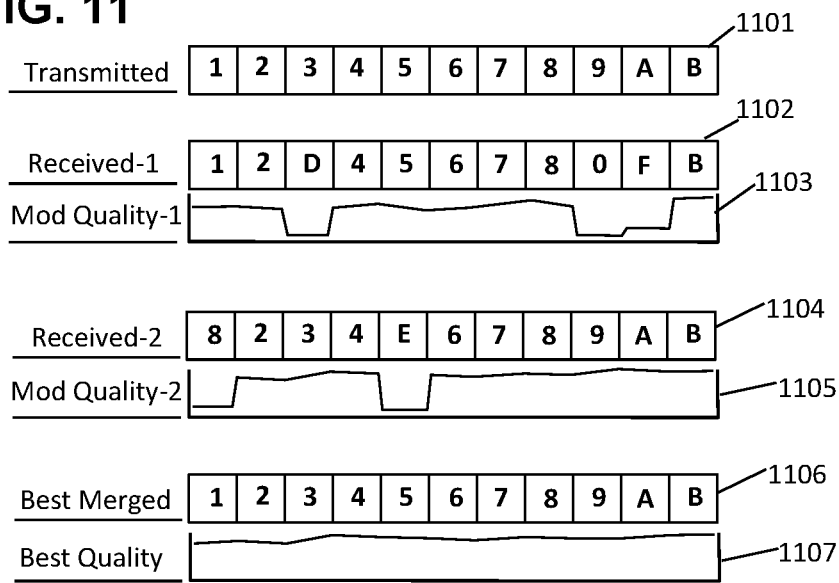 IG. 11
1101
Transmitted 1 2 3 4 5 6 7 8 9 A B
1102
Received-1 1 2 D 4 5 6 7 8 0 F B
Mod Quality-1 1103
Received-2 8 2 3 4 E 6 7 8 9 A B 1104
Mod Quality-2 1105
Best Merged 1 2 3 4 5 6 7 8 9 A B 1106
Best Quality 1107